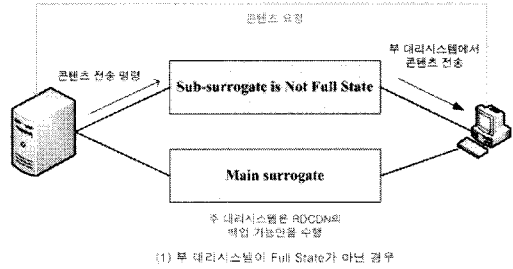 콘텐츠 요청
부 대리시스템에서
콘텐츠 전송
콘텐츠 전송 명령
Sub-surrogate is Not Full State
Main surrogate
주 대리시스템은 RDCDN의
백업 기능만을 수행
(1) 부 대리시스템이 Full State가 아닌 경우